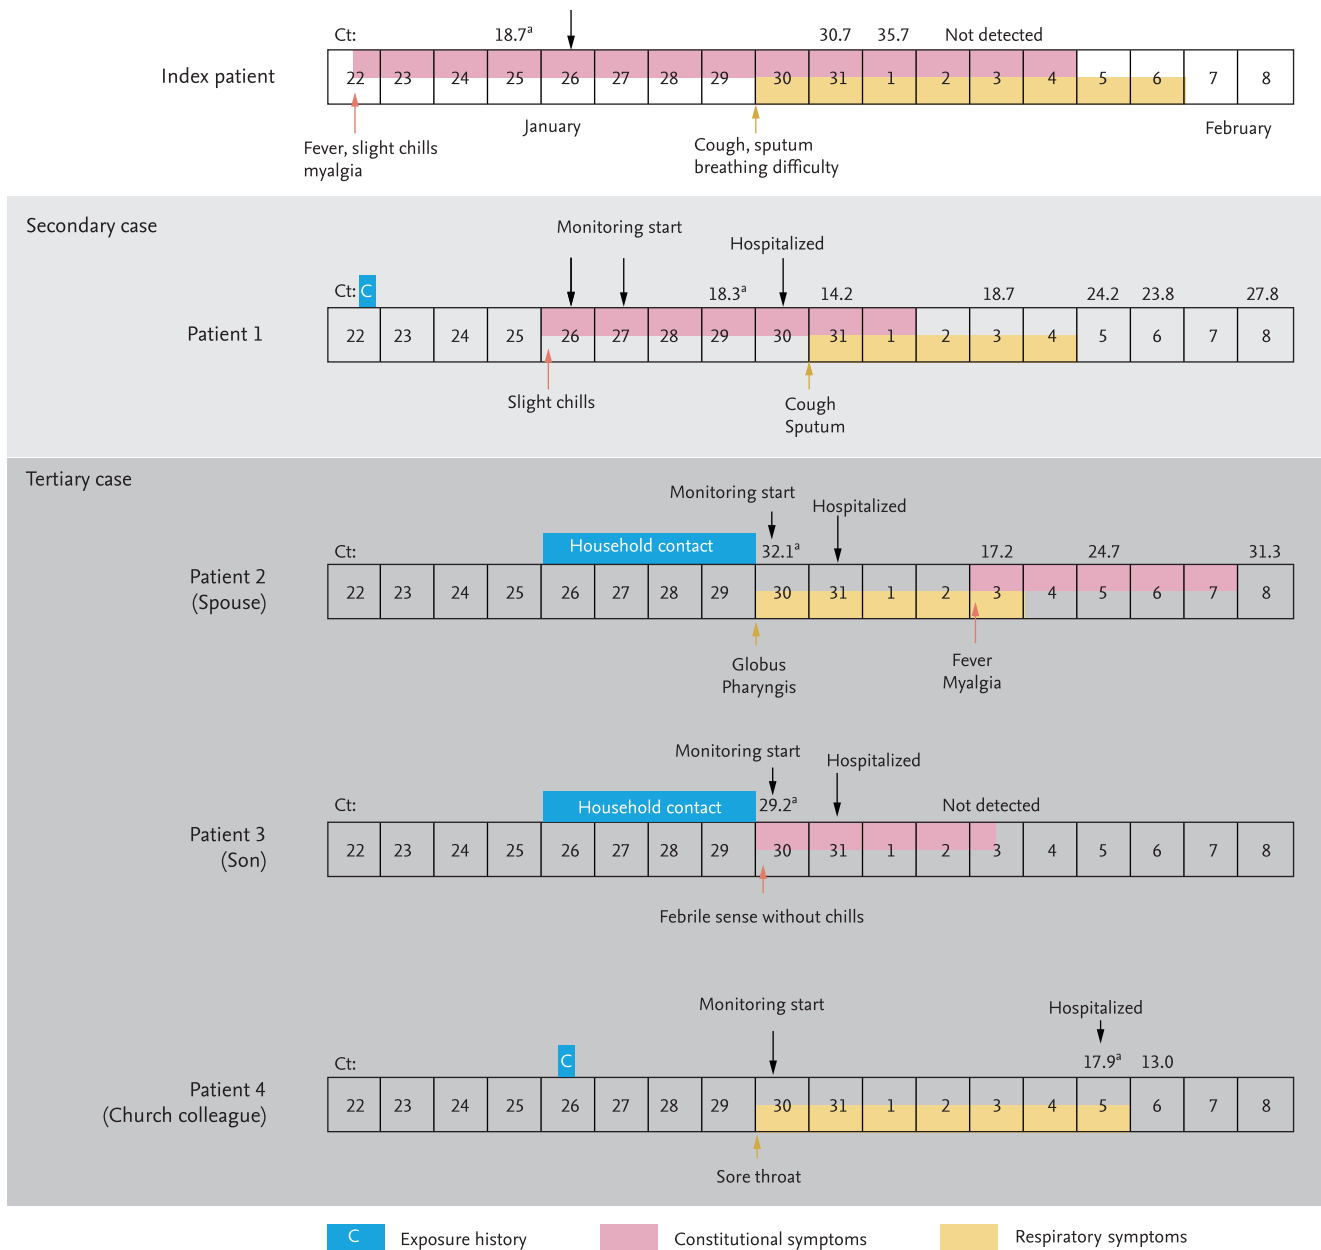 Ct: 18.7a 30.7 35.7 Not detected
Index patient 22 23 24 25 26 27 28 29 30 31 1 2 3 4 5 6 7 8
January
February
Fever, slight chills
myalgia
Cough, sputum
breathing difficulty
Secondary case
Monitoring start
Hospitalized
Ct: C 18.3a 14.2 18.7 24.2 23.8 27.8
Patient 1 22 23 24 25 26 27 28 29 30 31 1 2 3 4 5 6 7 8
Slight chills
Cough
Sputum
Tertiary case
Monitoring start
Hospitalized
Ct: Household contact 32.1a 17.2 24.7 31.3
Patient 2
(Spouse)
22 23 24 25 26 27 28 29 30 31 1 2 3 4 5 6 7 8
Globus
Pharyngis
Fever
Myalgia
Monitoring start
Hospitalized
Ct: Household contact 29.2a Not detected
Patient 3
(Son)
22 23 24 25 26 27 28 29 30 31 1 2 3 4 5 6 7 8
Febrile sense without chills
Monitoring start
Hospitalized
Ct: C 17.9a 13.0
Patient 4
(Church colleague)
22 23 24 25 26 27 28 29 30 31 1 2 3 4 5 6 7 8
Sore throat
C Exposure history Constitutional symptoms Respiratory symptoms